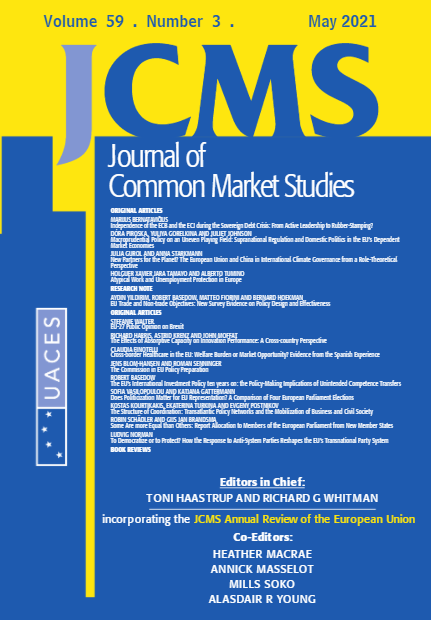 Volume 59 . Number 3 . May 2021
JCMS
Journal of
Common Market Studies
ORIGINAL ARTICLES
MARIUS BERNATAVIČIUS
Independence of the ECB and the ECJ during the Sovereign Debt Crisis: From Active Leadership to Rubber-Stamping?
DÓRA PIROSKA, YULIYA GORELKINA AND JULIET JOHNSON
Macroprudential Policy on an Uneven Playing Field: Supranational Regulation and Domestic Politics in the EU's Dependent
Market Economies
JULIA GUROL AND ANNA STARKMANN
New Partners for the Planet? The European Union and China in International Climate Governance from a Role-Theoretical
Perspective
HOLGUER XAVIER JARA TAMAYO AND ALBERTO TUMINO
Atypical Work and Unemployment Protection in Europe
RESEARCH NOTE
AYDIN YILDIRIM, ROBERT BASEDOW, MATTEO FIORINI AND BERNARD HOEKMAN
EU Trade and Non-trade Objectives: New Survey Evidence on Policy Design and Effectiveness
ORIGINAL ARTICLES
STEFANIE WALTER
EU-27 Public Opinion on Brexit
RICHARD HARRIS, ASTRID KRENZ AND JOHN MOFFAT
The Effects of Absorptive Capacity on Innovation Performance: A Cross-country Perspective
CLAUDIA FINOTELLI
Cross-border Healthcare in the EU: Welfare Burden or Market Opportunity? Evidence from the Spanish Experience
JENS BLOM-HANSEN AND ROMAN SENNINGER
The Commission in EU Policy Preparation
ROBERT BASEDOW
The EU's International Investment Policy ten years on: the Policy-Making Implications of Unintended Competence Transfers
SOFIA VASILOPOULOU AND KATJANA GATTERMANN
Does Politicization Matter for EU Representation? A Comparison of Four European Parliament Elections
KOSTAS KOURTIKAKIS, EKATERINA TURKINA AND EVGENY POSTNIKOV
The Structure of Coordination: Transatlantic Policy Networks and the Mobilization of Business and Civil Society
ROBIN SCHÄDLER AND GIJS JAN BRANDSMA
Some Are more Equal than Others: Report Allocation to Members of the European Parliament from New Member States
LUDVIG NORMAN
To Democratize or to Protect? How the Response to Anti-System Parties Reshapes the EU's Transnational Party System
BOOK REVIEWS
UACES
Editors in Chief:
TONI HAASTRUP AND RICHARD G WHITMAN
incorporating the JCMS Annual Review of the European Union
Co-Editors:
HEATHER MACRAE
ANNICK MASSELOT
MILLS SOKO
ALASDAIR R YOUNG